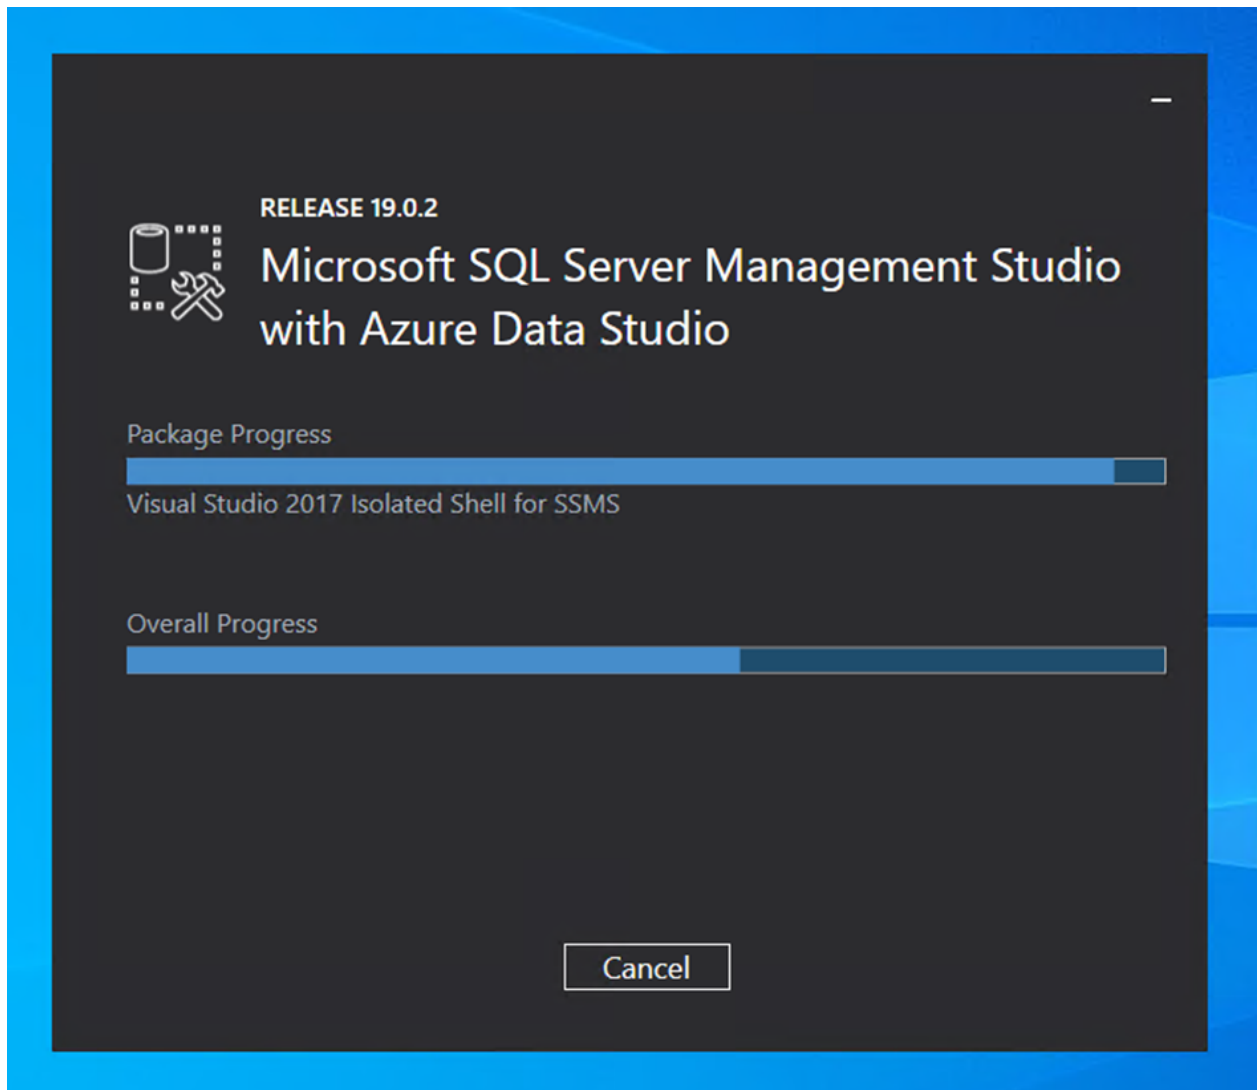 RELEASE 19.0.2
Microsoft SQL Server Management Studio
with Azure Data Studio
Package Progress
Visual Studio 2017 Isolated Shell for SSMS
Overall Progress
Cancel